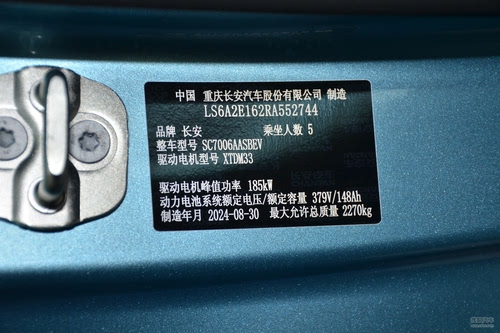 中国 重庆长安汽车股份有限公司 制造
LS6A2E162RA552744
品牌 长安 乘坐人数 5
整车型号 SC7006AASBEV
驱动电机型号 XTDM33
驱动电机峰值功率 185kW
动力电池系统额定电压/额定容量 379V/148Ah
制造年月 2024-08-30 最大允许总质量 2270kg